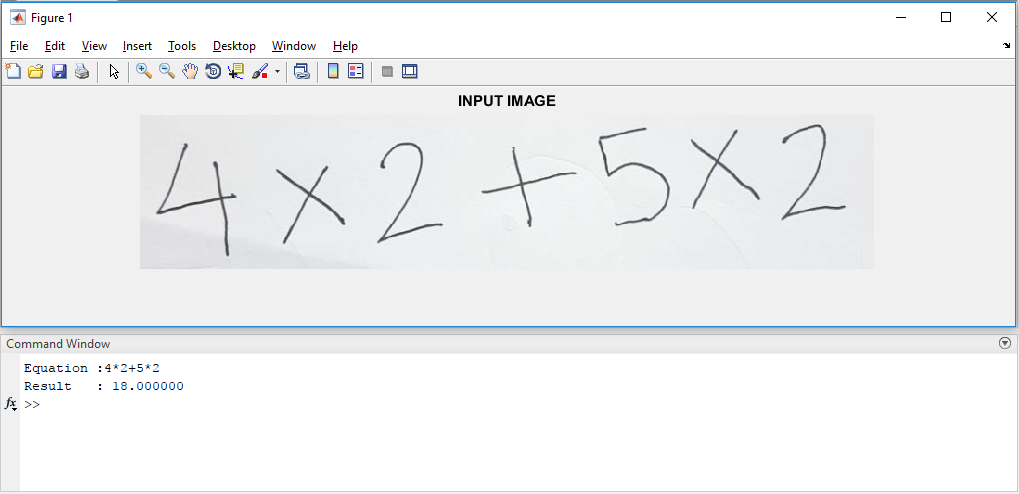 Figure 1
File Edit View Insert Tools Desktop Window Help
INPUT IMAGE
4 × 2 + 5 × 2
Command Window
Equation :4*2+5*2
Result   : 18.000000
fx >>